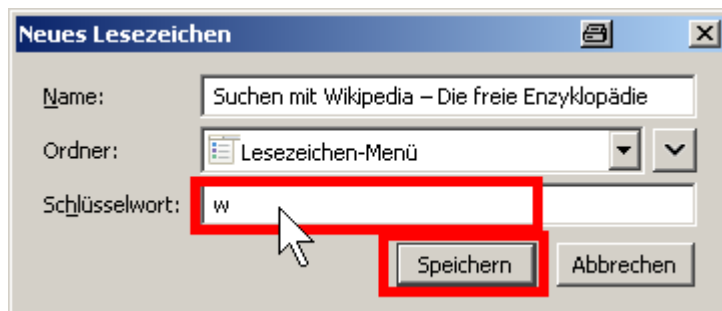 Neues Lesezeichen
Name: Suchen mit Wikipedia – Die freie Enzyklopädie
Ordner: Lesezeichen-Menü
Schlüsselwort: w
Speichern Abbrechen